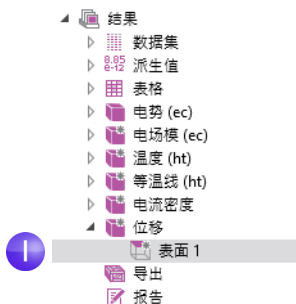 结果
数据集
8.85
e-12 派生值
表格
电势 (ec)
电场模 (ec)
温度 (ht)
等温线 (ht)
电流密度
位移
1 表面 1
导出
报告